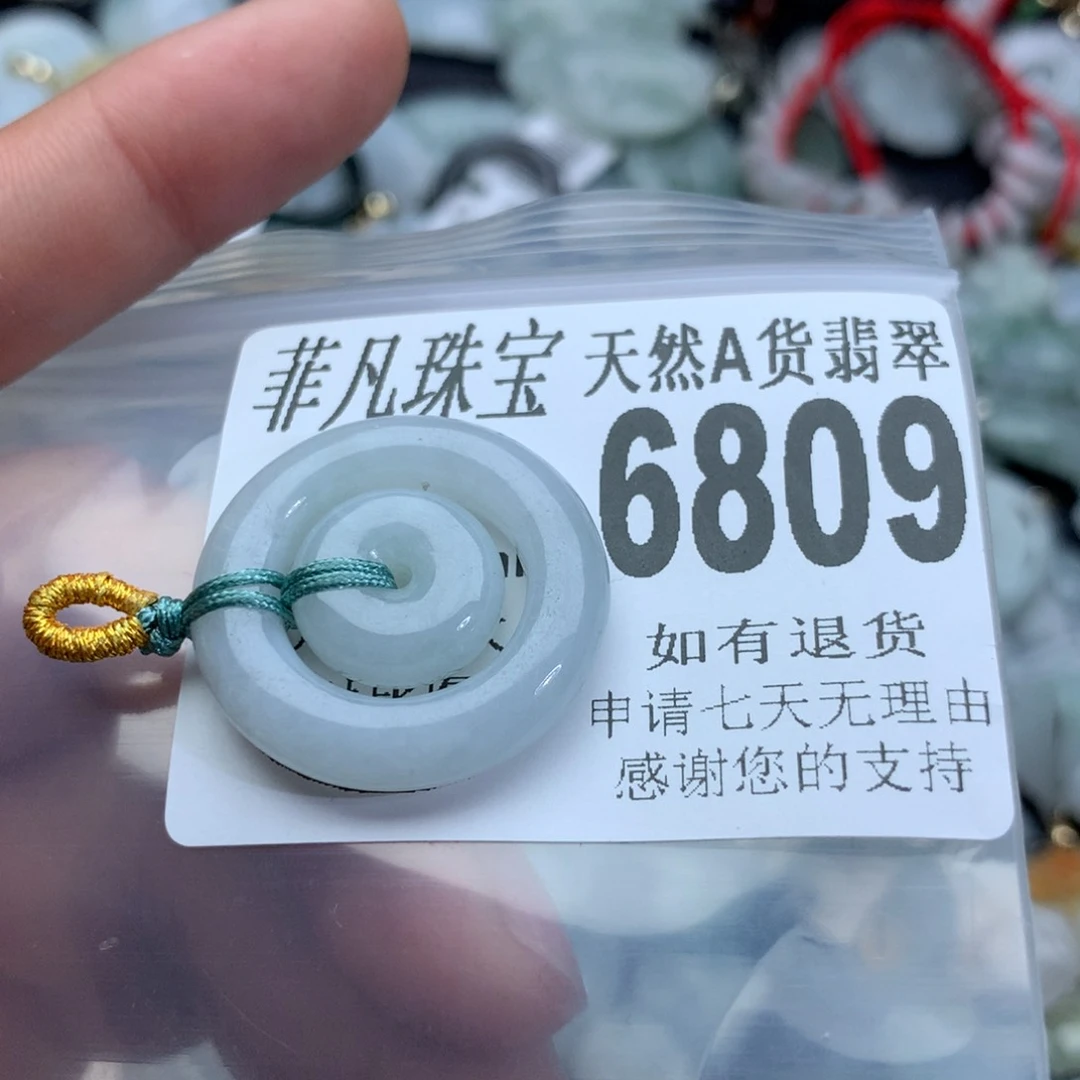 菲凡珠宝 天然A货翡翠
6809
如有退货
申请七天无理由
感谢您的支持